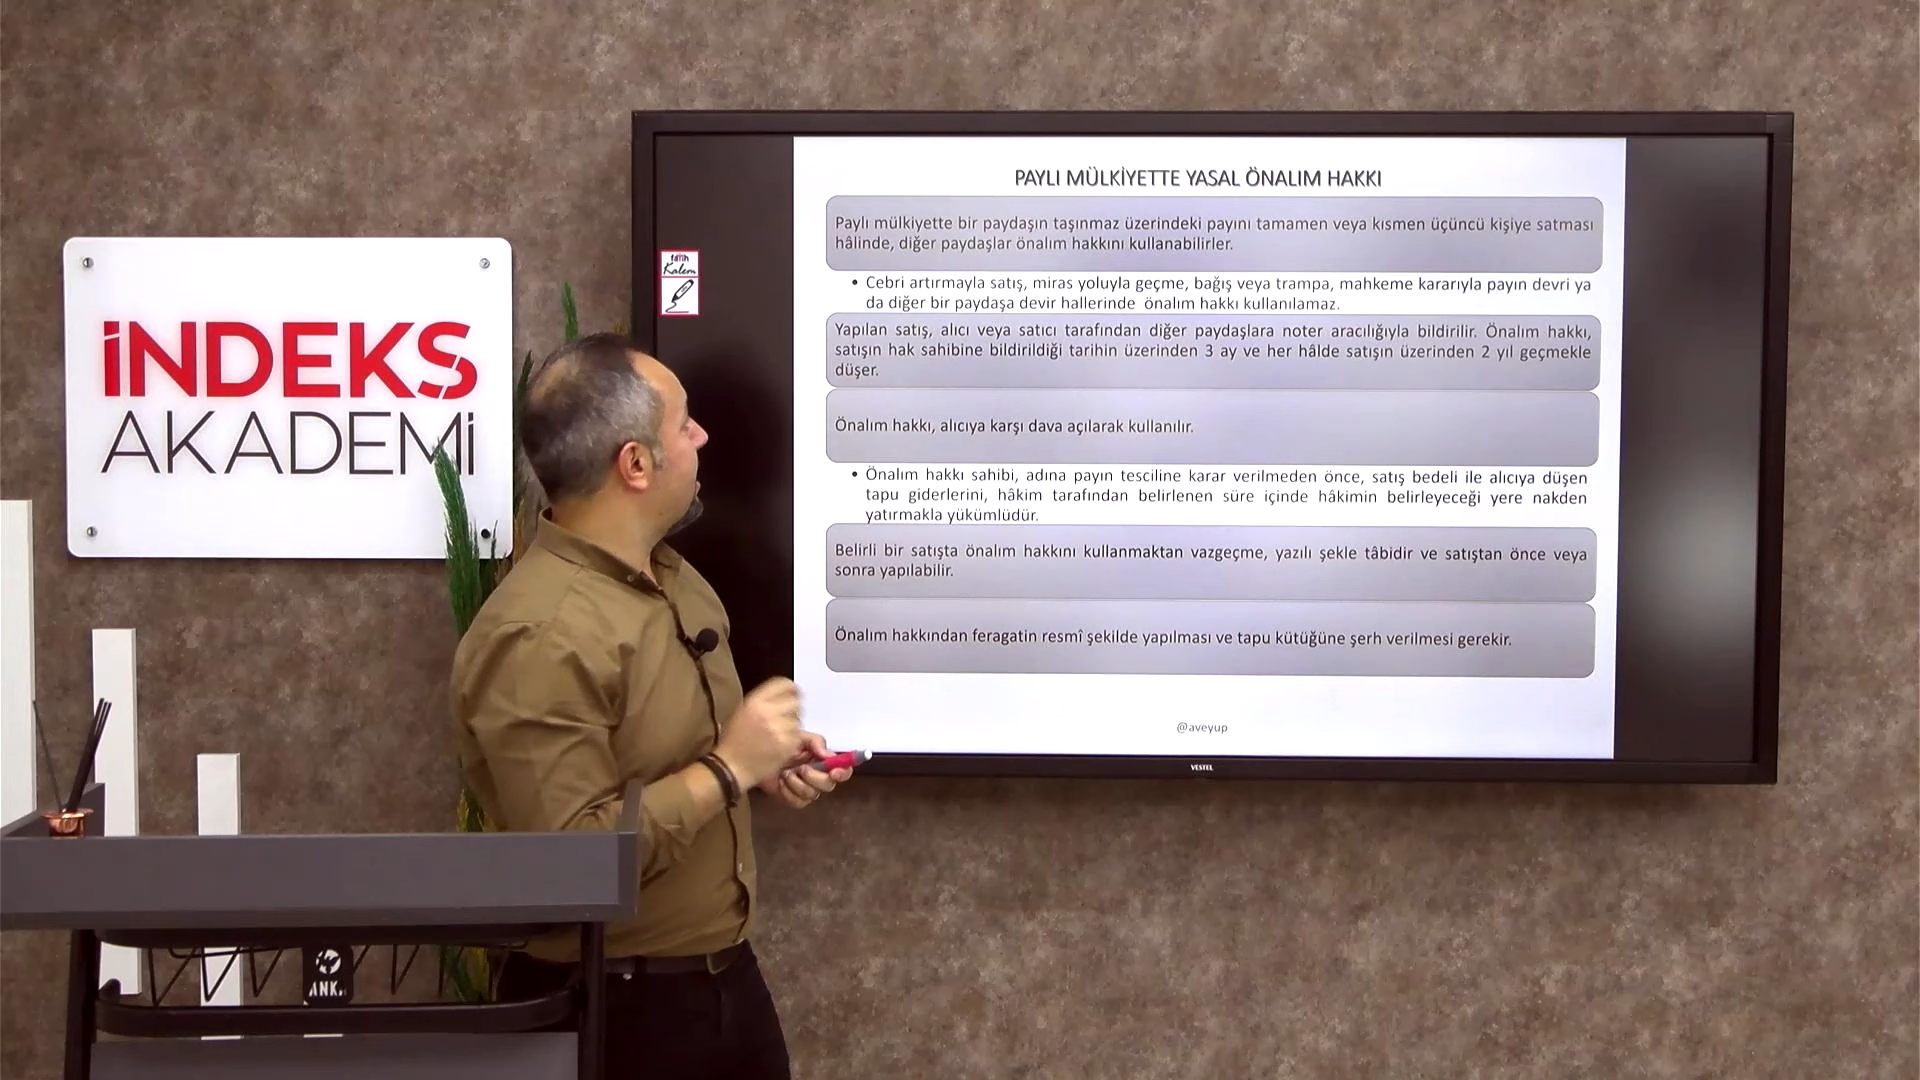 İNDEKS
AKADEMİ
fatih
Kalem
PAYLI MÜLKİYETTE YASAL ÖNALIM HAKKI
Paylı mülkiyette bir paydaşın taşınmaz üzerindeki payını tamamen veya kısmen üçüncü kişiye satması
hâlinde, diğer paydaşlar önalım hakkını kullanabilirler.
• Cebri artırmayla satış, miras yoluyla geçme, bağış veya trampa, mahkeme kararıyla payın devri ya
da diğer bir paydaşa devir hallerinde önalım hakkı kullanılamaz.
Yapılan satış, alıcı veya satıcı tarafından diğer paydaşlara noter aracılığıyla bildirilir. Önalım hakkı,
satışın hak sahibine bildirildiği tarihin üzerinden 3 ay ve her hâlde satışın üzerinden 2 yıl geçmekle
düşer.
Önalım hakkı, alıcıya karşı dava açılarak kullanılır.
• Önalım hakkı sahibi, adına payın tesciline karar verilmeden önce, satış bedeli ile alıcıya düşen
tapu giderlerini, hâkim tarafından belirlenen süre içinde hâkimin belirleyeceği yere nakden
yatırmakla yükümlüdür.
Belirli bir satışta önalım hakkını kullanmaktan vazgeçme, yazılı şekle tâbidir ve satıştan önce veya
sonra yapılabilir.
Önalım hakkından feragatin resmî şekilde yapılması ve tapu kütüğüne şerh verilmesi gerekir.
@aveyup
VESTEL